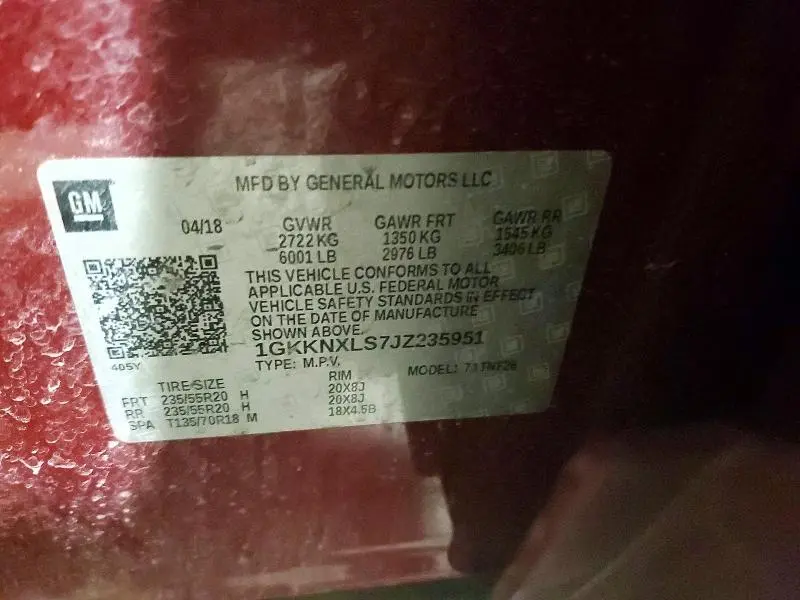 GM
MFD BY GENERAL MOTORS LLC
04/18 GVWR GAWR FRT GAWR RR
2722 KG 1350 KG 1545 KG
6001 LB 2976 LB 3406 LB
THIS VEHICLE CONFORMS TO ALL
APPLICABLE U.S. FEDERAL MOTOR
VEHICLE SAFETY STANDARDS IN EFFECT
ON THE DATE OF MANUFACTURE
SHOWN ABOVE.
1GKKNXLS7JZ235951
405Y TYPE: M.P.V. MODEL:
TIRE SIZE RIM
FRT 235/55R20 H 20X8J
RR 235/55R20 H 20X8J
SPA T135/70R18 M 18X4.5B